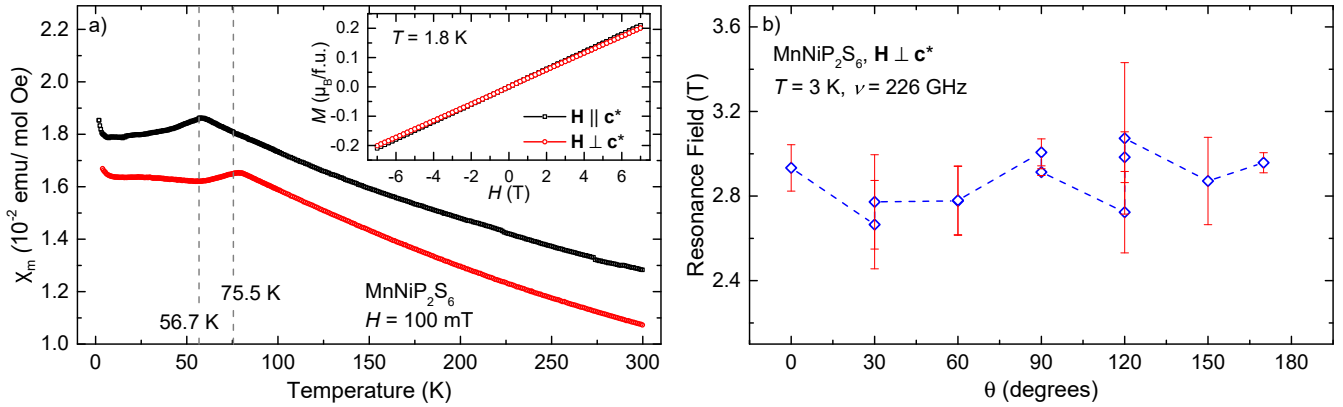 a)
2.2
2.0
1.8
1.6
1.4
1.2
1.0
χm (10-2 emu/ mol Oe)
0 50 100 150 200 250 300
Temperature (K)
56.7 K
75.5 K
MnNiP2S6
H = 100 mT
T = 1.8 K
0.2
0.1
0.0
-0.1
-0.2
M (μB/f.u.)
-6 -4 -2 0 2 4 6
H (T)
H || c*
H ⊥ c*
b)
3.6
3.2
2.8
2.4
Resonance Field (T)
MnNiP2S6, H ⊥ c*
T = 3 K, ν = 226 GHz
0 30 60 90 120 150 180
θ (degrees)